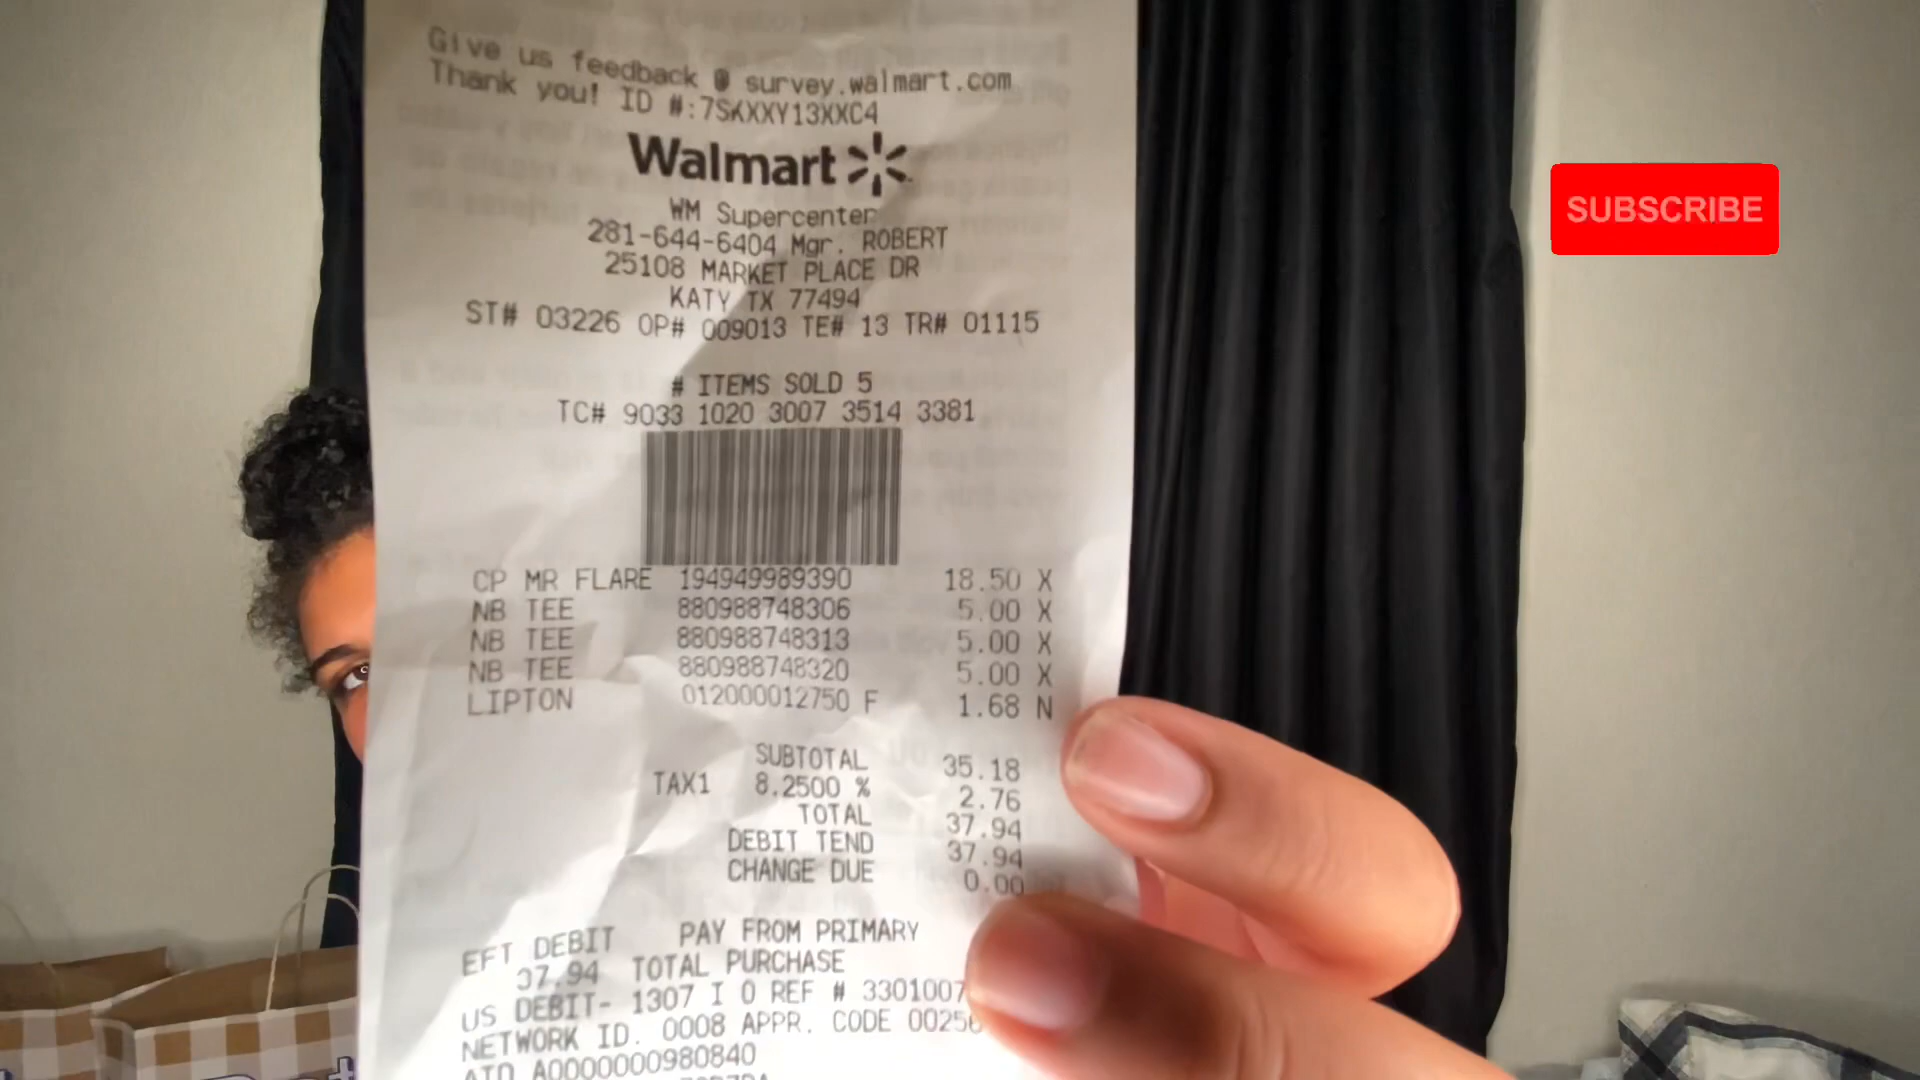 Give us feedback @ survey.walmart.com
Thank you! ID #:7SKXXY13XXC4
Walmart
WM Supercenter
281-644-6404 Mgr. ROBERT
25108 MARKET PLACE DR
KATY TX 77494
ST# 03226 OP# 009013 TE# 13 TR# 01115
# ITEMS SOLD 5
TC# 9033 1020 3007 3514 3381
CP MR FLARE 194949989390 18.50 X
NB TEE 880988748306 5.00 X
NB TEE 880988748313 5.00 X
NB TEE 880988748320 5.00 X
LIPTON 012000012750 F 1.68 N
SUBTOTAL 35.18
TAX1 8.2500 % 2.76
TOTAL 37.94
DEBIT TEND 37.94
CHANGE DUE 0.00
EFT DEBIT PAY FROM PRIMARY
37.94 TOTAL PURCHASE
US DEBIT- 1307 I 0 REF # 3301007
NETWORK ID. 0008 APPR. CODE 0025
AID A0000000980840
SUBSCRIBE